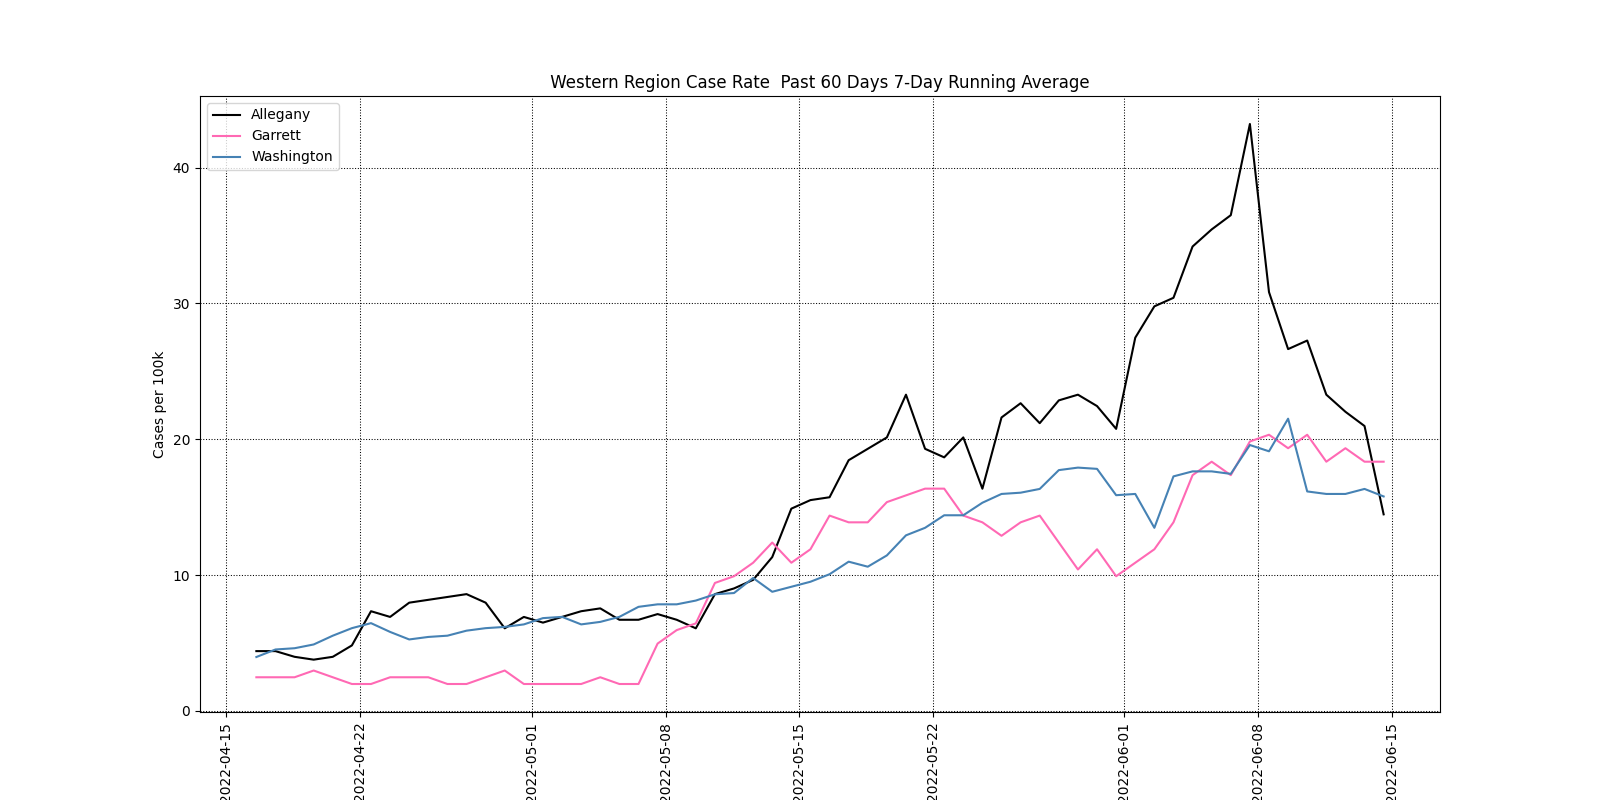 Western Region Case Rate  Past 60 Days 7-Day Running Average
Allegany
Garrett
Washington
Cases per 100k
40
30
20
10
0
2022-04-15
2022-04-22
2022-05-01
2022-05-08
2022-05-15
2022-05-22
2022-06-01
2022-06-08
2022-06-15